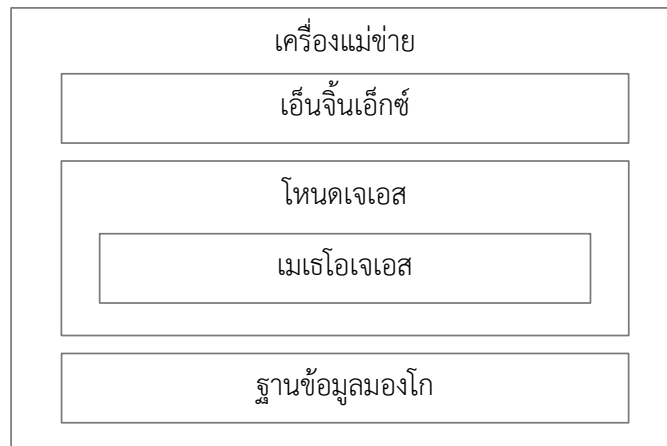 เครื่องแม่ข่าย
เอ็นจิ้นเอ็กซ์
โหนดเจเอส
เมเธโอเจเอส
ฐานข้อมูลมองโก